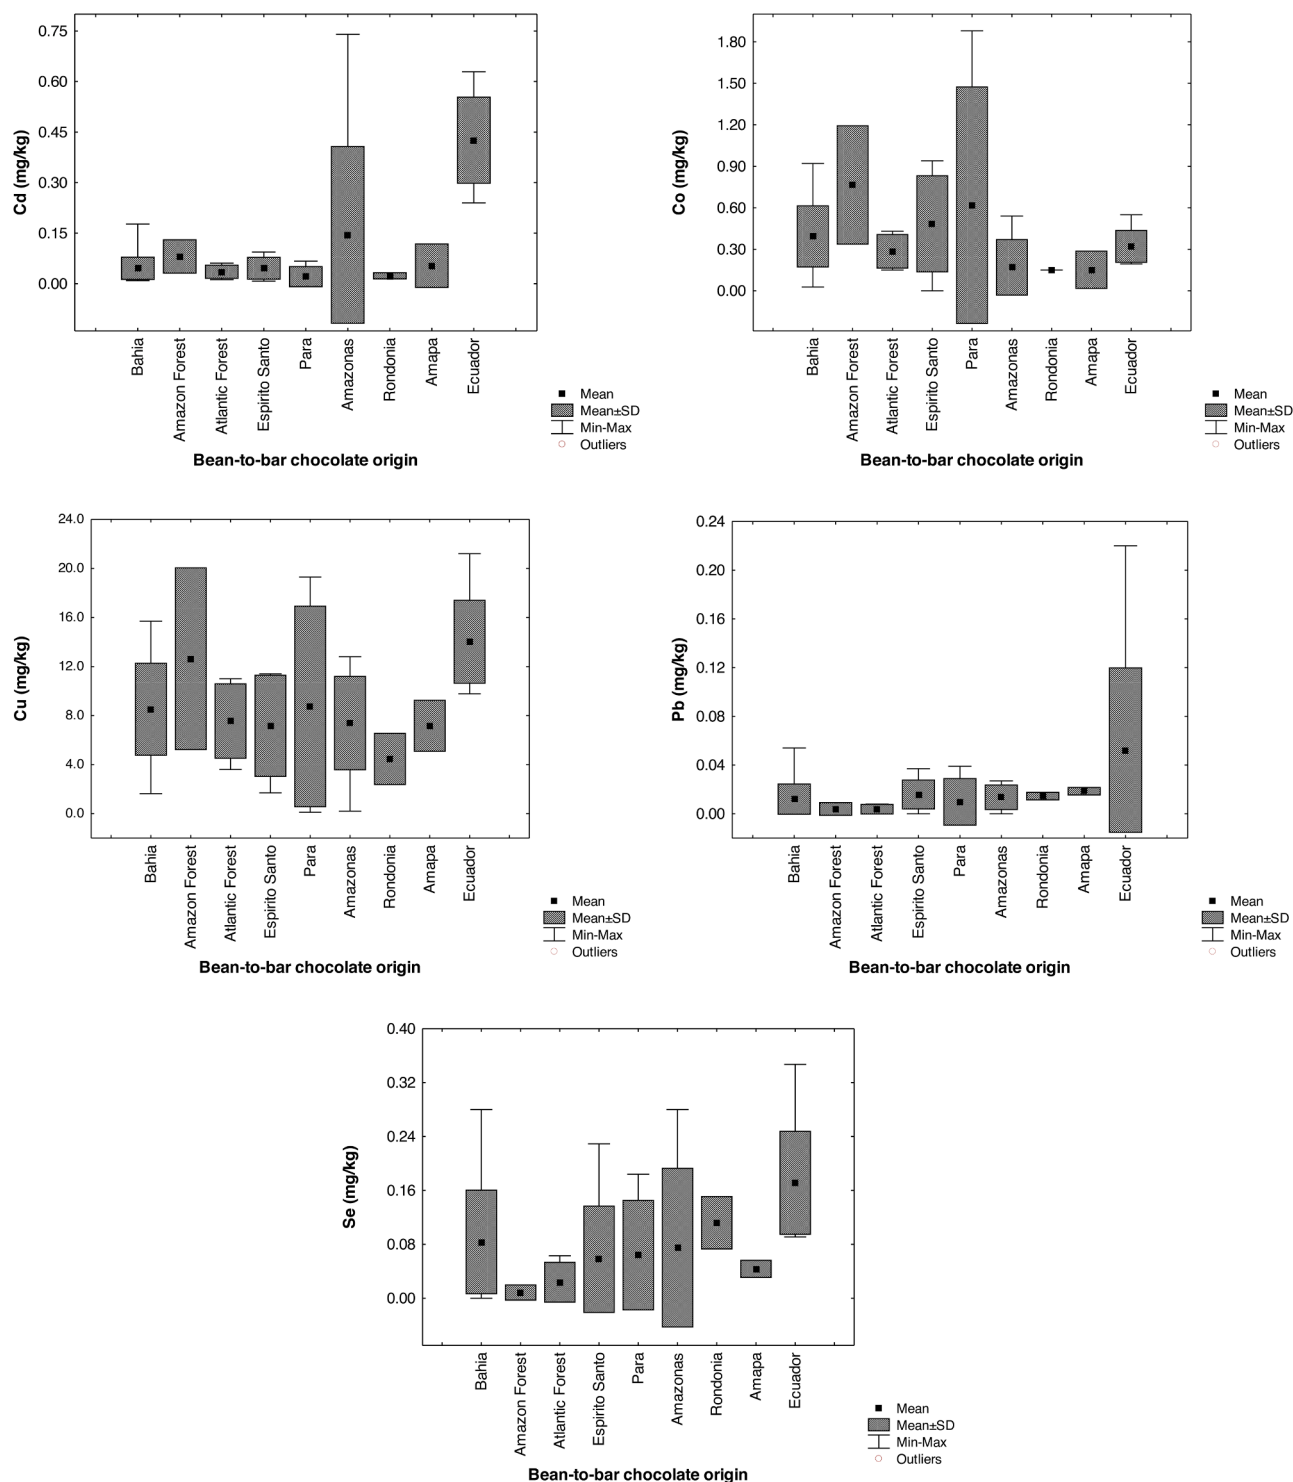 Cd (mg/kg)
0.75
0.60
0.45
0.30
0.15
0.00
Bahia
Amazon Forest
Atlantic Forest
Espirito Santo
Para
Amazonas
Rondonia
Amapa
Ecuador
Mean
Mean±SD
Min-Max
Outliers
Bean-to-bar chocolate origin
Co (mg/kg)
1.80
1.50
1.20
0.90
0.60
0.30
0.00
Bahia
Amazon Forest
Atlantic Forest
Espirito Santo
Para
Amazonas
Rondonia
Amapa
Ecuador
Mean
Mean±SD
Min-Max
Outliers
Bean-to-bar chocolate origin
Cu (mg/kg)
24.0
20.0
16.0
12.0
8.0
4.0
0.0
Bahia
Amazon Forest
Atlantic Forest
Espirito Santo
Para
Amazonas
Rondonia
Amapa
Ecuador
Mean
Mean±SD
Min-Max
Outliers
Bean-to-bar chocolate origin
Pb (mg/kg)
0.24
0.20
0.16
0.12
0.08
0.04
0.00
Bahia
Amazon Forest
Atlantic Forest
Espirito Santo
Para
Amazonas
Rondonia
Amapa
Ecuador
Mean
Mean±SD
Min-Max
Outliers
Bean-to-bar chocolate origin
Se (mg/kg)
0.40
0.32
0.24
0.16
0.08
0.00
Bahia
Amazon Forest
Atlantic Forest
Espirito Santo
Para
Amazonas
Rondonia
Amapa
Ecuador
Mean
Mean±SD
Min-Max
Outliers
Bean-to-bar chocolate origin